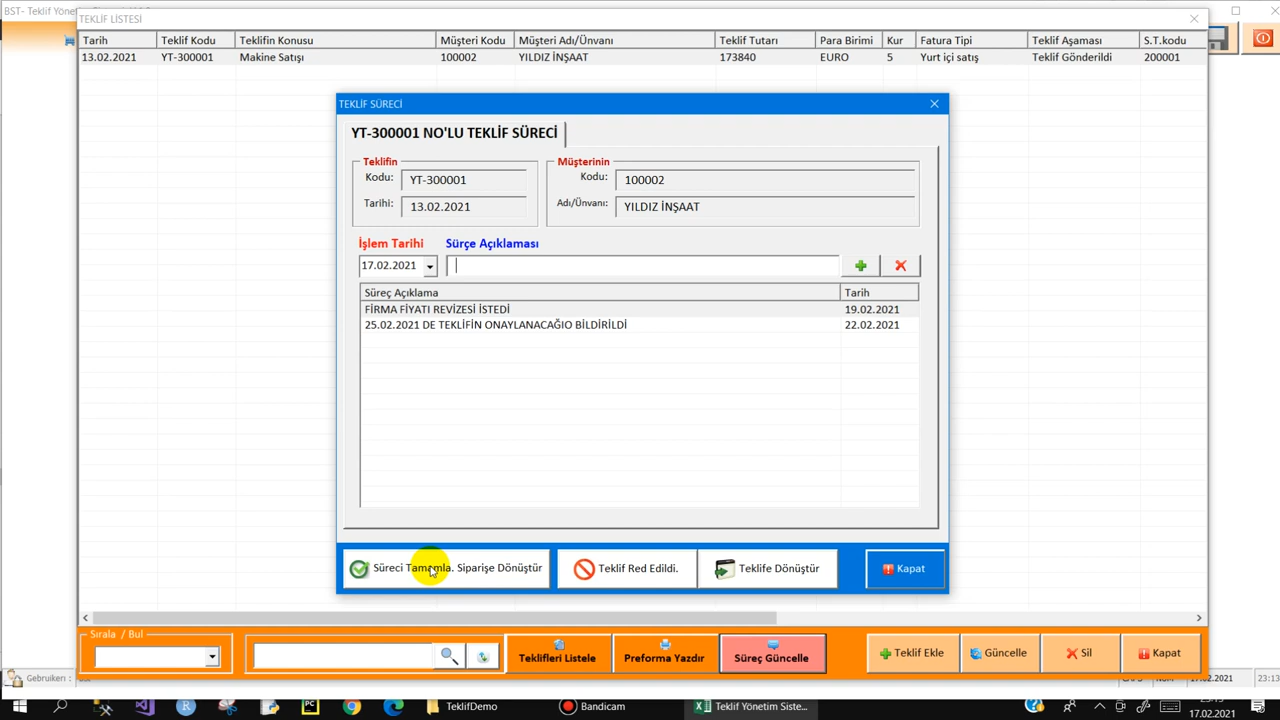 BST- Teklif Yöne
TEKLİF LİSTESİ
Tarih Teklif Kodu Teklifin Konusu Müşteri Kodu Müşteri Adı/Ünvanı Teklif Tutarı Para Birimi Kur Fatura Tipi Teklif Aşaması S.T.kodu
13.02.2021 YT-300001 Makine Satışı 100002 YILDIZ İNŞAAT 173840 EURO 5 Yurt içi satış Teklif Gönderildi 200001
TEKLİF SÜRECİ
YT-300001 NO'LU TEKLİF SÜRECİ
Teklifin
Kodu: YT-300001
Tarihi: 13.02.2021
Müşterinin
Kodu: 100002
Adı/Ünvanı: YILDIZ İNŞAAT
İşlem Tarihi Sürçe Açıklaması
17.02.2021
Süreç Açıklama Tarih
FİRMA FİYATI REVİZESİ İSTEDİ 19.02.2021
25.02.2021 DE TEKLİFİN ONAYLANACAĞIO BİLDİRİLDİ 22.02.2021
Süreci Tamamla. Siparişe Dönüştür Teklif Red Edildi. Teklife Dönüştür Kapat
Sırala / Bul
Teklifleri Listele Preforma Yazdır Süreç Güncelle Teklif Ekle Güncelle Sil Kapat
Gebruikeri : 17.02.2021 23:13
TeklifDemo Bandicam Teklif Yönetim Siste...
17.02.2021